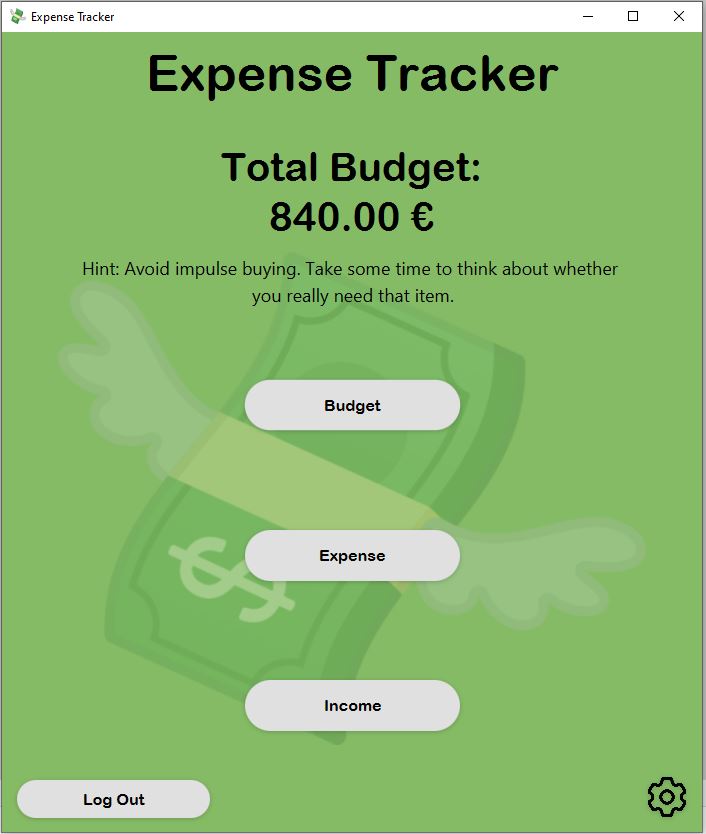 Expense Tracker
Expense Tracker
Total Budget:
840.00 €
Hint: Avoid impulse buying. Take some time to think about whether
you really need that item.
Budget
$
Expense
Income
Log Out